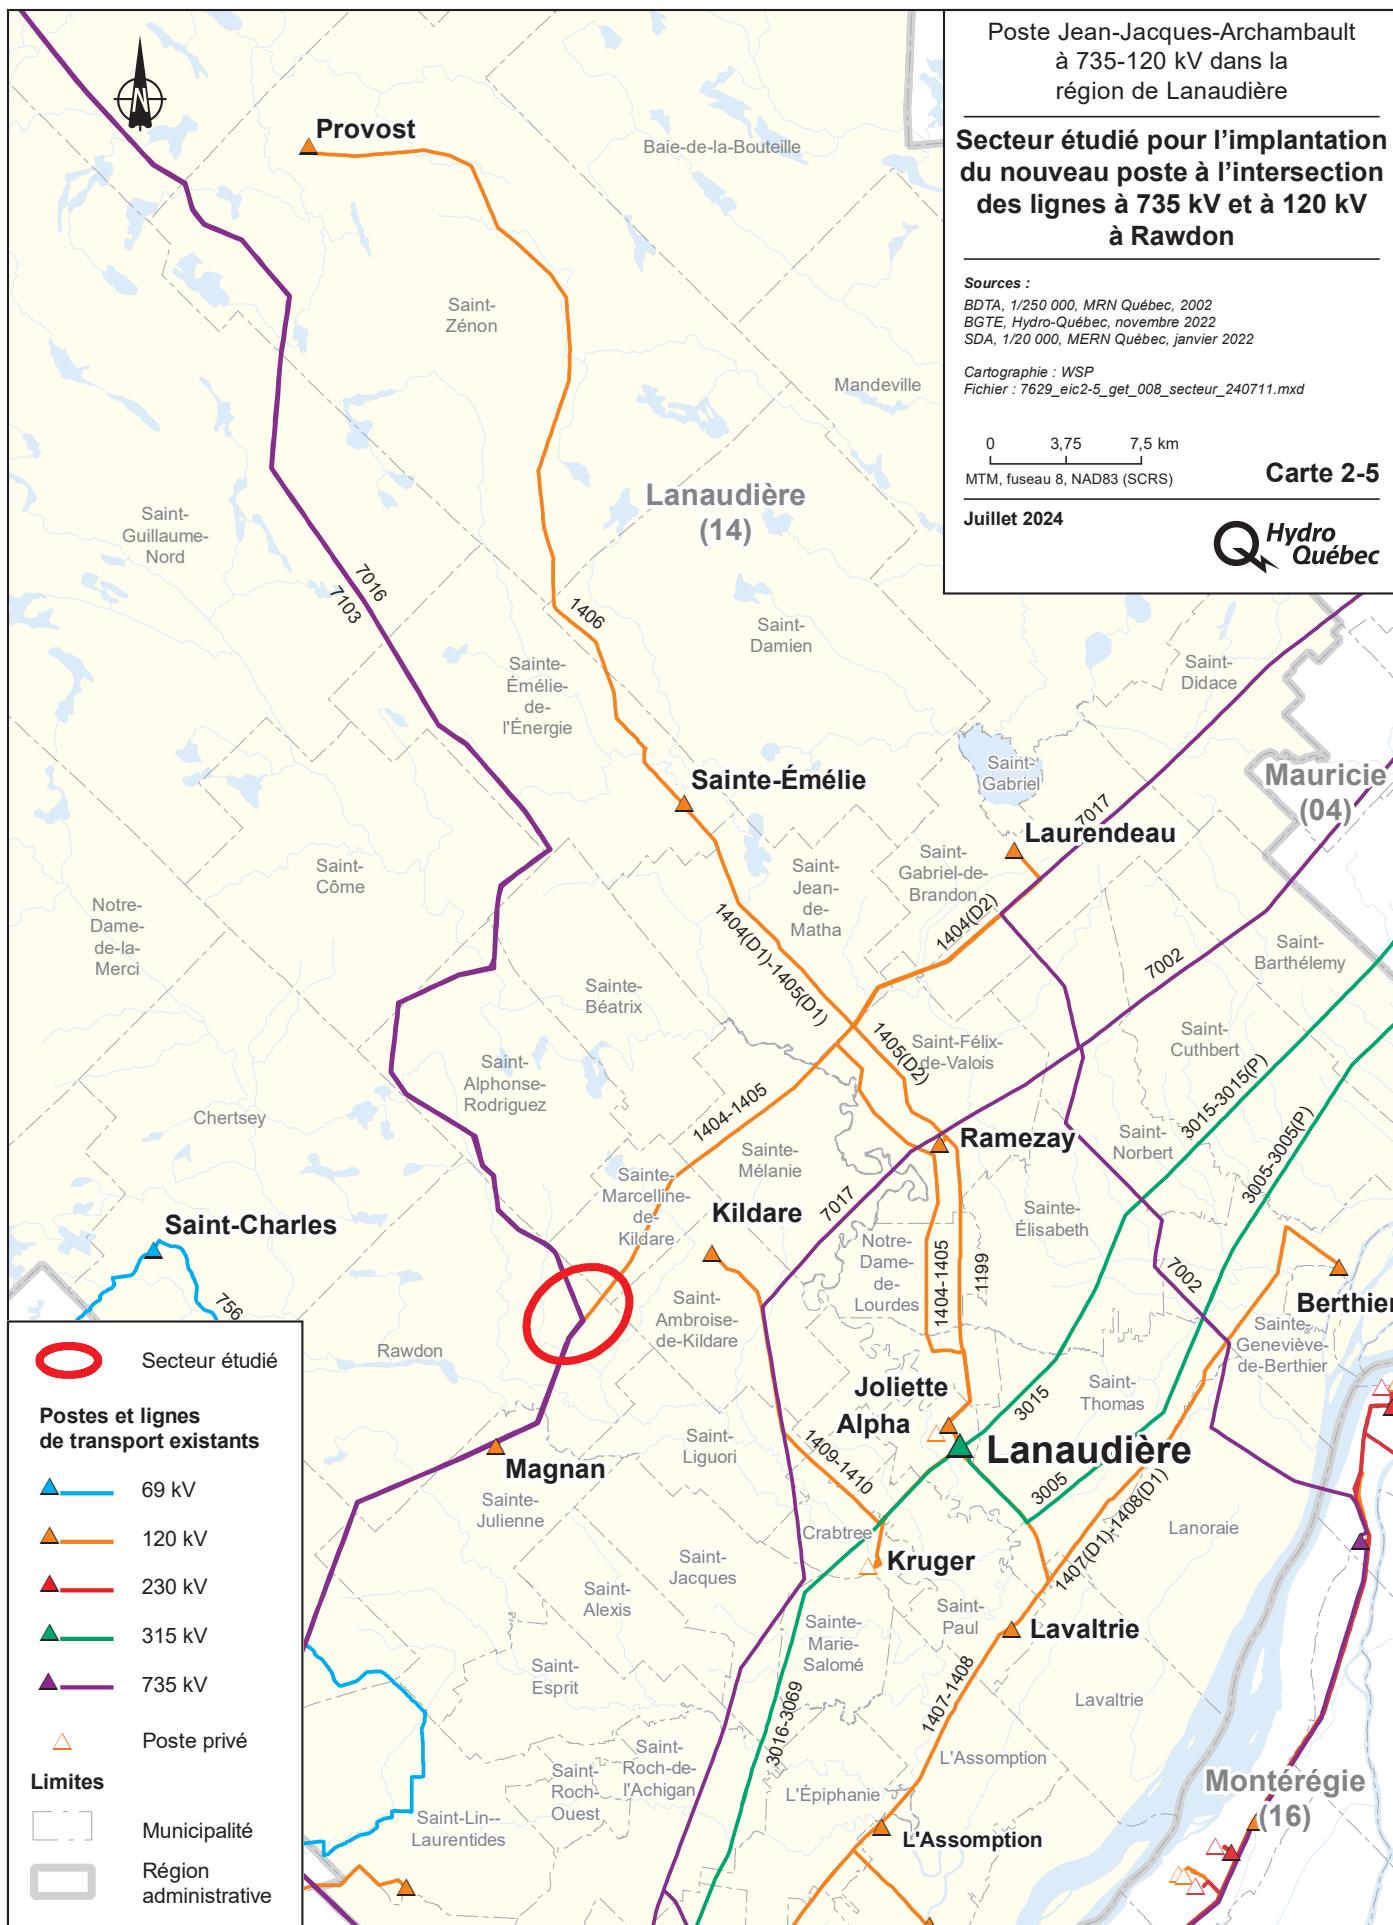 Poste Jean-Jacques-Archambault
à 735-120 kV dans la
région de Lanaudière
Secteur étudié pour l'implantation
du nouveau poste à l'intersection
des lignes à 735 kV et à 120 kV
à Rawdon
Sources :
BDTA, 1/250 000, MRN Québec, 2002
BGTE, Hydro-Québec, novembre 2022
SDA, 1/20 000, MERN Québec, janvier 2022
Cartographie : WSP
Fichier : 7629_eic2-5_get_008_secteur_240711.mxd
0 3,75 7,5 km
MTM, fuseau 8, NAD83 (SCRS)
Carte 2-5
Juillet 2024
Hydro
Québec
N
Provost
Baie-de-la-Bouteille
Saint-
Zénon
Mandeville
Lanaudière
(14)
Saint-
Guillaume-
Nord
7016
7103
1406
Saint-
Damien
Sainte-
Émélie-
de-
l'Énergie
Saint-
Didace
Saint-
Gabriel
Mauricie
(04)
Sainte-Émélie
7017
Laurendeau
Saint-
Côme
Saint-
Jean-
de-
Matha
Saint-
Gabriel-de-
Brandon
Notre-
Dame-
de-la-
Merci
1404(D1)-1405(D1)
1404(D2)
7002
Saint-
Barthélemy
Sainte-
Béatrix
1405(D2)
Saint-Félix-
de-Valois
Saint-
Cuthbert
Saint-
Alphonse-
Rodriguez
Chertsey
1404-1405
3015-3015(P)
3005-3005(P)
Ramezay
Saint-
Norbert
Sainte-
Mélanie
Sainte-
Marcelline-
de-
Kildare
Kildare
7017
Sainte-
Élisabeth
Saint-Charles
756
Notre-
Dame-
de-
Lourdes
1404-1405
1199
7002
Berthier
Saint-
Ambroise-
de-Kildare
Sainte-
Geneviève-
de-Berthier
Rawdon
Joliette
Alpha
3015
Saint-
Thomas
Lanaudière
Saint-
Liguori
1409-1410
3005
Magnan
Sainte-
Julienne
1407(D1)-1408(D1)
Lanoraie
Crabtree
Kruger
Saint-
Jacques
Saint-
Alexis
Saint-
Paul
Lavaltrie
Sainte-
Marie-
Salomé
Saint-
Esprit
1407-1408
Lavaltrie
3016-3069
Saint-
Roch-de-
l'Achigan
Saint-
Roch-
Ouest
L'Assomption
L'Épiphanie
Montérégie
(16)
Saint-Lin--
Laurentides
L'Assomption
Secteur étudié
Postes et lignes
de transport existants
69 kV
120 kV
230 kV
315 kV
735 kV
Poste privé
Limites
Municipalité
Région
administrative